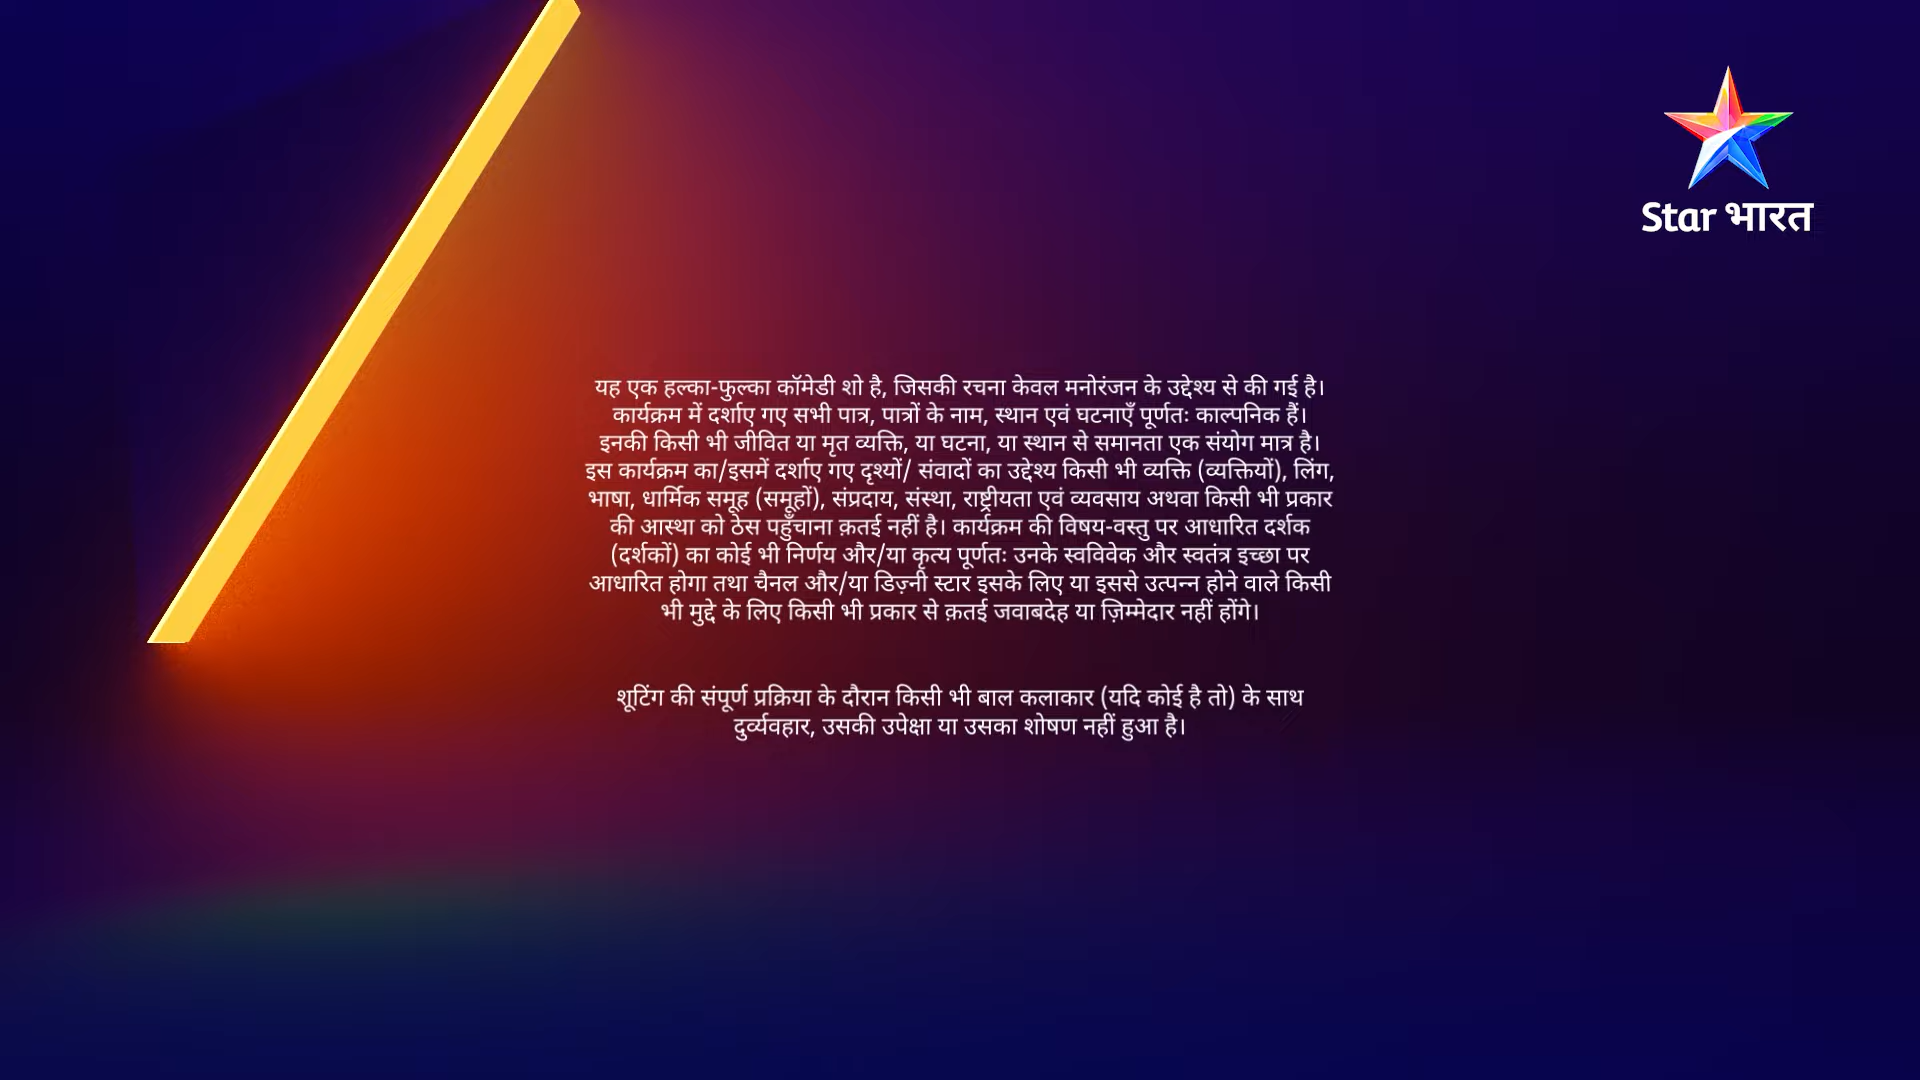 Star भारत
यह एक हल्का-फुल्का कॉमेडी शो है, जिसकी रचना केवल मनोरंजन के उद्देश्य से की गई है।
कार्यक्रम में दर्शाए गए सभी पात्र, पात्रों के नाम, स्थान एवं घटनाएँ पूर्णतः काल्पनिक हैं।
इनकी किसी भी जीवित या मृत व्यक्ति, या घटना, या स्थान से समानता एक संयोग मात्र है।
इस कार्यक्रम का/इसमें दर्शाए गए दृश्यों/ संवादों का उद्देश्य किसी भी व्यक्ति (व्यक्तियों), लिंग,
भाषा, धार्मिक समूह (समूहों), संप्रदाय, संस्था, राष्ट्रीयता एवं व्यवसाय अथवा किसी भी प्रकार
की आस्था को ठेस पहुँचाना क़तई नहीं है। कार्यक्रम की विषय-वस्तु पर आधारित दर्शक
(दर्शकों) का कोई भी निर्णय और/या कृत्य पूर्णतः उनके स्वविवेक और स्वतंत्र इच्छा पर
आधारित होगा तथा चैनल और/या डिज़्नी स्टार इसके लिए या इससे उत्पन्न होने वाले किसी
भी मुद्दे के लिए किसी भी प्रकार से क़तई जवाबदेह या ज़िम्मेदार नहीं होंगे।
शूटिंग की संपूर्ण प्रक्रिया के दौरान किसी भी बाल कलाकार (यदि कोई है तो) के साथ
दुर्व्यवहार, उसकी उपेक्षा या उसका शोषण नहीं हुआ है।